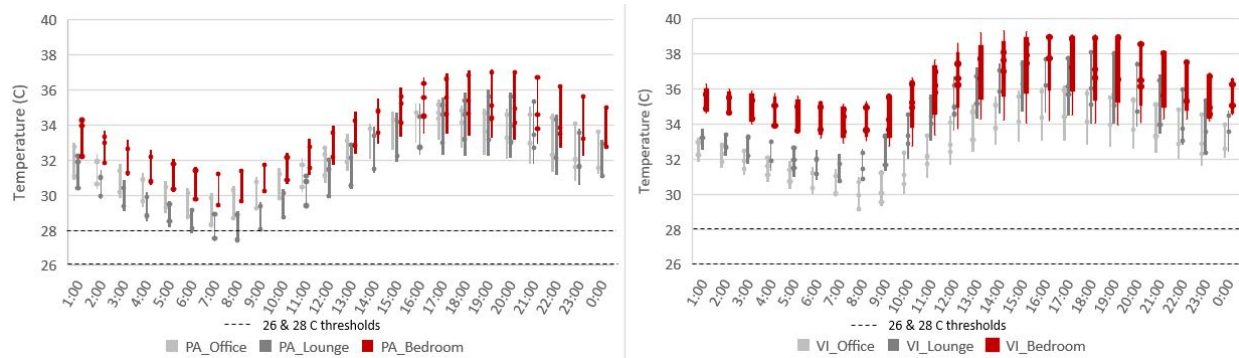 40
38
36
34
32
30
28
26
Temperature (C)
1:00 2:00 3:00 4:00 5:00 6:00 7:00 8:00 9:00 10:00 11:00 12:00 13:00 14:00 15:00 16:00 17:00 18:00 19:00 20:00 21:00 22:00 23:00 0:00
26 & 28 C thresholds
PA_Office PA_Lounge PA_Bedroom
40
38
36
34
32
30
28
26
Temperature (C)
1:00 2:00 3:00 4:00 5:00 6:00 7:00 8:00 9:00 10:00 11:00 12:00 13:00 14:00 15:00 16:00 17:00 18:00 19:00 20:00 21:00 22:00 23:00 0:00
26 & 28 C thresholds
VI_Office VI_Lounge VI_Bedroom